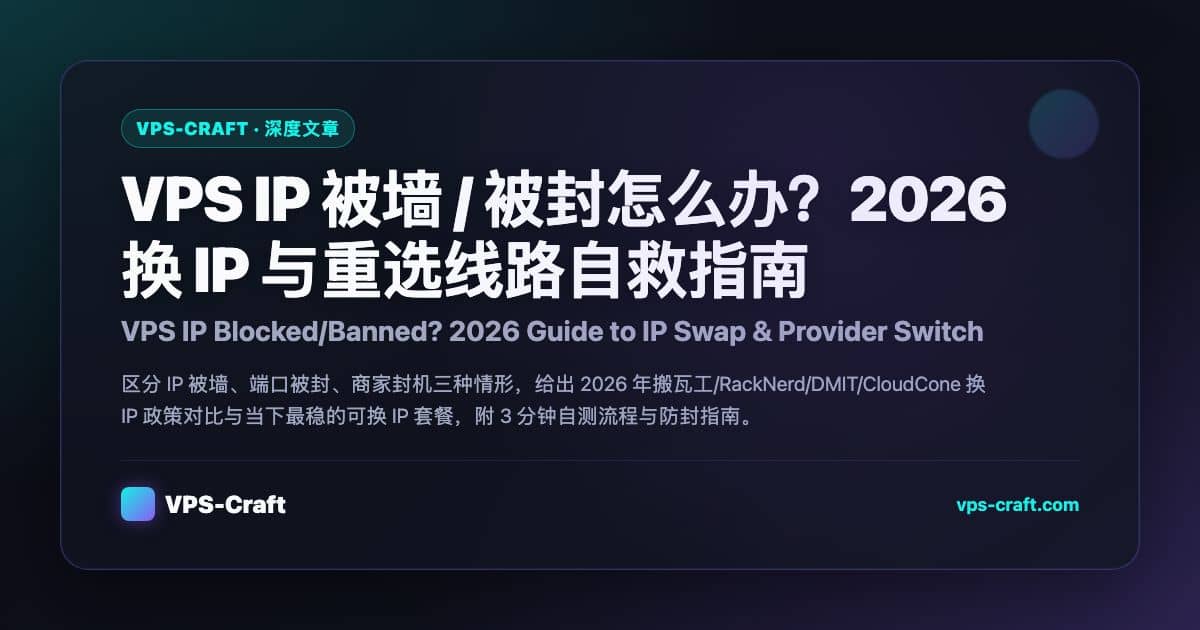 VPS-CRAFT · 深度文章
VPS IP 被墙 / 被封怎么办？2026
换 IP 与重选线路自救指南
VPS IP Blocked/Banned? 2026 Guide to IP Swap & Provider Switch
区分 IP 被墙、端口被封、商家封机三种情形，给出 2026 年搬瓦工/RackNerd/DMIT/CloudCone 换
IP 政策对比与当下最稳的可换 IP 套餐，附 3 分钟自测流程与防封指南。
VPS-Craft
vps-craft.com